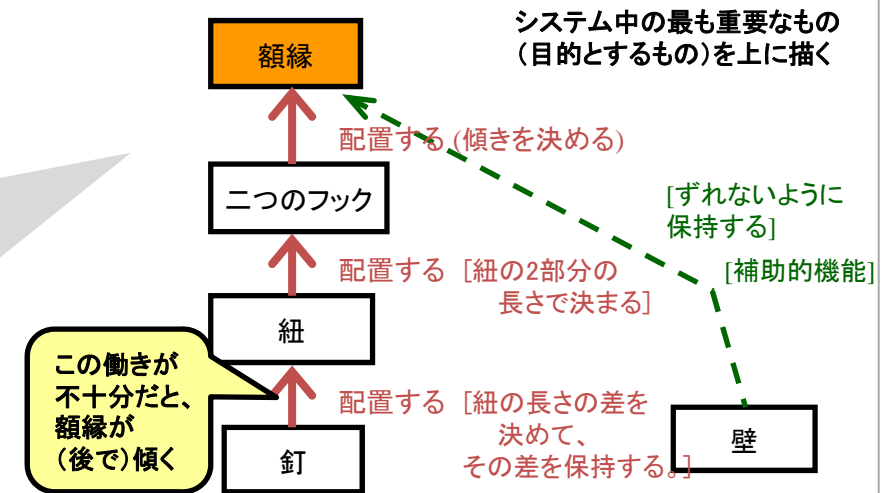 システム中の最も重要なもの
（目的とするもの）を上に描く
額縁
配置する (傾きを決める)
二つのフック
[ずれないように
保持する]
[補助的機能]
配置する [紐の2部分の
長さで決まる]
紐
この働きが
不十分だと、
額縁が
（後で）傾く
配置する [紐の長さの差を
決めて、
その差を保持する。]
釘
壁